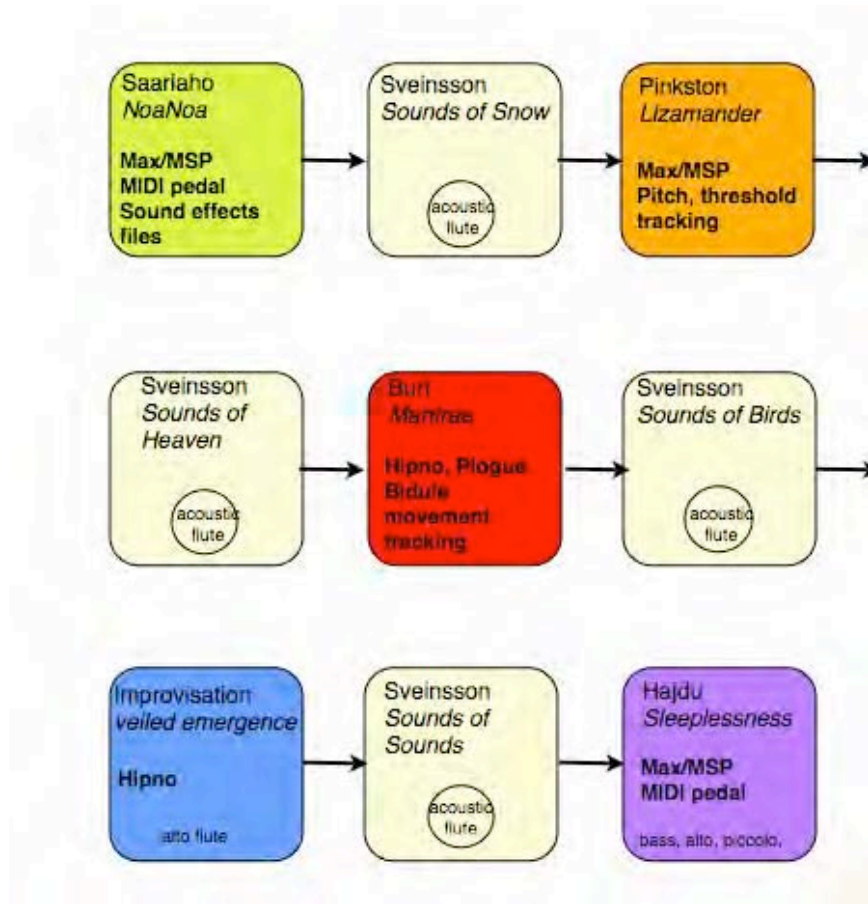 Saariaho
NoaNoa
Max/MSP
MIDI pedal
Sound effects
files
Sveinsson
Sounds of Snow
acoustic
flute
Pinkston
Lizamander
Max/MSP
Pitch, threshold
tracking
Sveinsson
Sounds of
Heaven
acoustic
flute
Burt
Mantrae
Hipno, Plogue
Bidule
movement
tracking
Sveinsson
Sounds of Birds
acoustic
flute
Improvisation
veiled emergence
Hipno
alto flute
Sveinsson
Sounds of
Sounds
acoustic
flute
Hajdu
Sleeplessness
Max/MSP
MIDI pedal
bass, alto, piccolo,